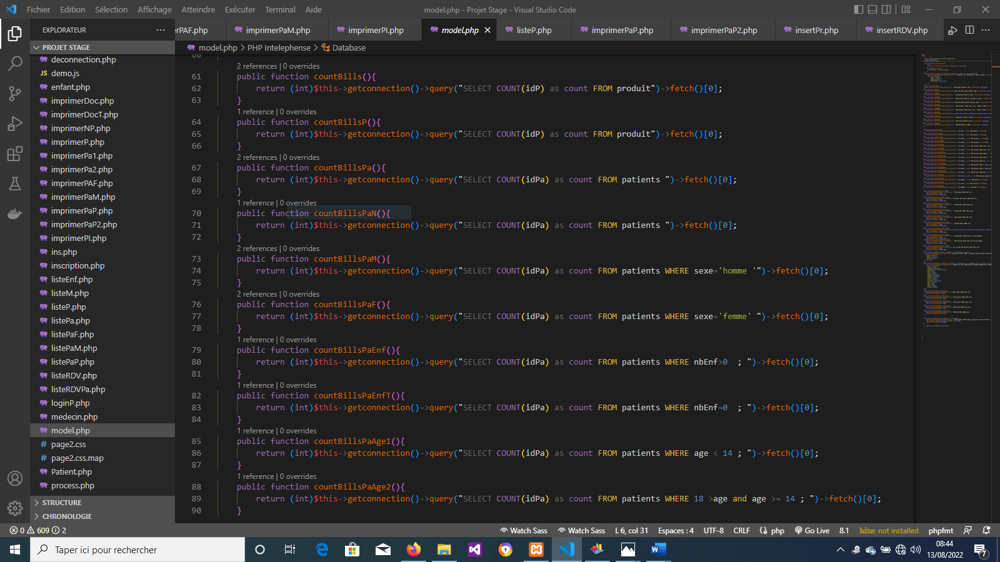 Fichier Edition Sélection Affichage Atteindre Exécuter Terminal Aide
model.php - Projet Stage - Visual Studio Code
EXPLORATEUR
rPAF.php imprimerPaM.php imprimerPI.php model.php listeP.php imprimerPaP.php imprimerPaP2.php insertPr.php insertRDV.php
model.php > PHP Intelephense > Database
PROJET STAGE
deconnection.php
JS demo.js
enfant.php
imprimerDoc.php
imprimerDocT.php
imprimerNP.php
imprimerP.php
imprimerPa1.php
imprimerPa2.php
imprimerPAF.php
imprimerPaM.php
imprimerPaP.php
imprimerPaP2.php
imprimerPI.php
ins.php
inscription.php
listeEnf.php
listeM.php
listeP.php
listePa.php
listePaF.php
listePaM.php
listePaP.php
listeRDV.php
listeRDVPa.php
loginP.php
medecin.php
model.php
# page2.css
# page2.css.map
Patient.php
process.php
STRUCTURE
CHRONOLOGIE
60
2 references | 0 overrides
61 public function countBills(){
62 return (int)$this->getconnection()->query("SELECT COUNT(idP) as count FROM produit")->fetch()[0];
63 }
1 reference | 0 overrides
64 public function countBillsP(){
65 return (int)$this->getconnection()->query("SELECT COUNT(idP) as count FROM produit")->fetch()[0];
66 }
2 references | 0 overrides
67 public function countBillsPa(){
68 return (int)$this->getconnection()->query("SELECT COUNT(idPa) as count FROM patients ")->fetch()[0];
69 }
1 reference | 0 overrides
70 public function countBillsPaN(){
71 return (int)$this->getconnection()->query("SELECT COUNT(idPa) as count FROM patients ")->fetch()[0];
72 }
2 references | 0 overrides
73 public function countBillsPaM(){
74 return (int)$this->getconnection()->query("SELECT COUNT(idPa) as count FROM patients WHERE sexe='homme '")->fetch()[0];
75 }
2 references | 0 overrides
76 public function countBillsPaF(){
77 return (int)$this->getconnection()->query("SELECT COUNT(idPa) as count FROM patients WHERE sexe='femme' ")->fetch()[0];
78 }
1 reference | 0 overrides
79 public function countBillsPaEnf(){
80 return (int)$this->getconnection()->query("SELECT COUNT(idPa) as count FROM patients WHERE nbEnf>0  ; ")->fetch()[0];
81 }
1 reference | 0 overrides
82 public function countBillsPaEnfT(){
83 return (int)$this->getconnection()->query("SELECT COUNT(idPa) as count FROM patients WHERE nbEnf=0  ; ")->fetch()[0];
84 }
1 reference | 0 overrides
85 public function countBillsPaAge1(){
86 return (int)$this->getconnection()->query("SELECT COUNT(idPa) as count FROM patients WHERE age < 14 ; ")->fetch()[0];
87 }
1 reference | 0 overrides
88 public function countBillsPaAge2(){
89 return (int)$this->getconnection()->query("SELECT COUNT(idPa) as count FROM patients WHERE 18 >age and age >= 14 ; ")->fetch()[0];
90 }
0 609 2 Watch Sass Watch Sass L 6, col 31 Espaces : 4 UTF-8 CRLF php Go Live 8.1 kite: not installed phpfmt
Taper ici pour rechercher
08:44
13/08/2022
7